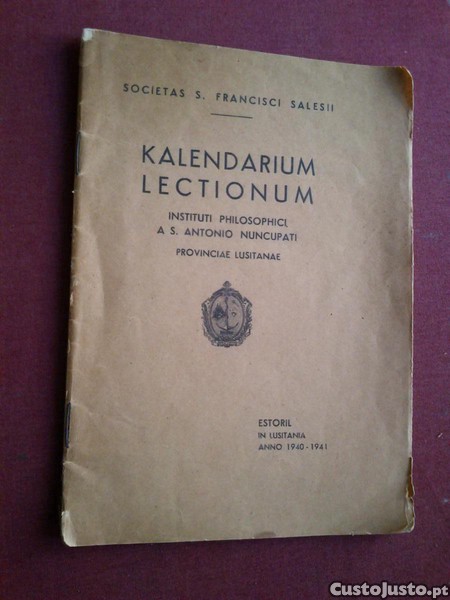 SOCIETAS S. FRANCISCI SALESII
KALENDARIUM
LECTIONUM
INSTITUTI PHILOSOPHICI,
A S. ANTONIO NUNCUPATI
PROVINCIAE LUSITANAE
ESTORIL
IN LUSITANIA
ANNO 1940-1941
CustoJusto.pt